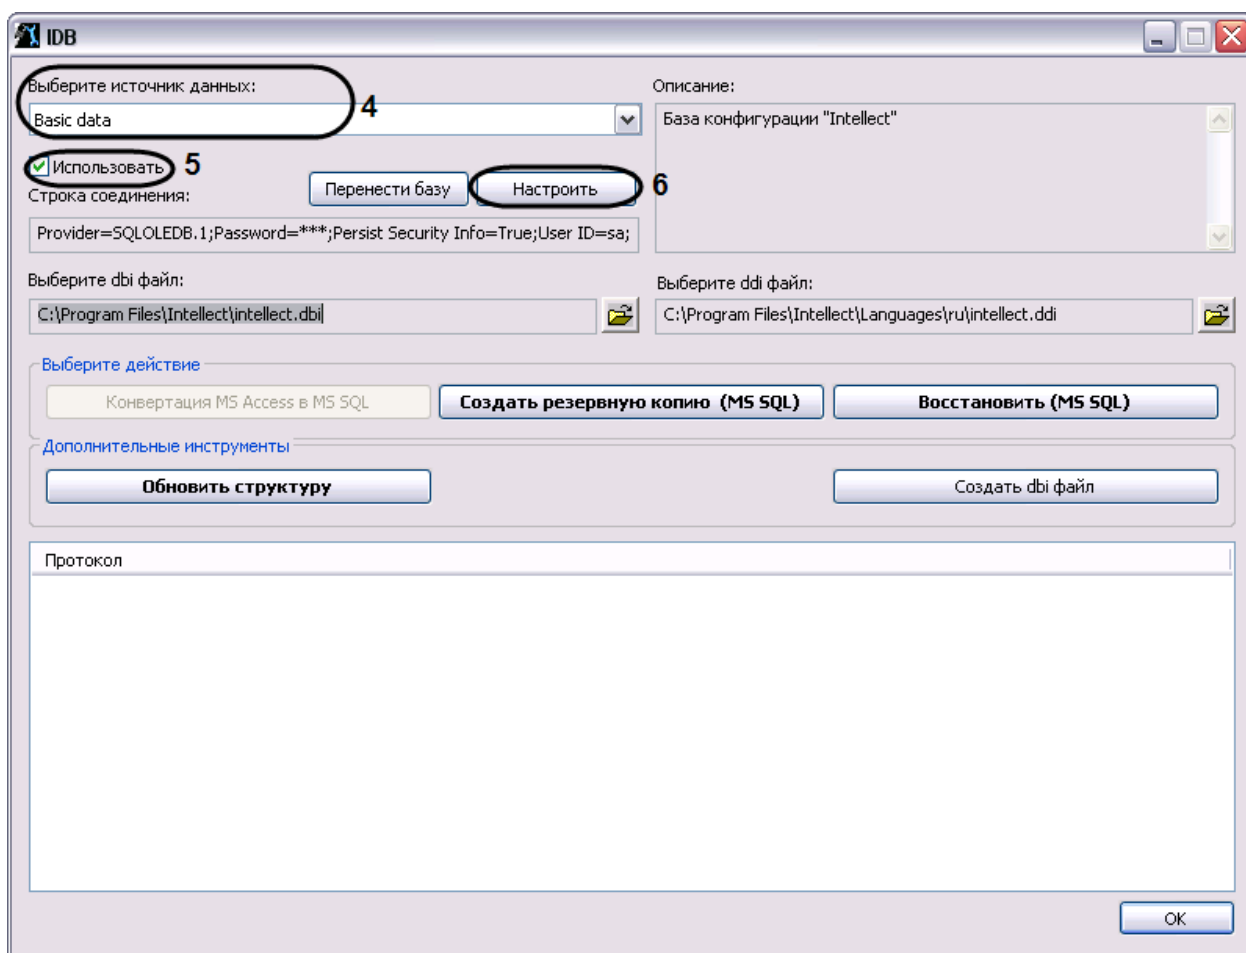 IDB
Выберите источник данных:
4
Basic data
Использовать 5
Перенести базу
Настроить 6
Строка соединения:
Provider=SQLOLEDB.1;Password=***;Persist Security Info=True;User ID=sa;
Описание:
База конфигурации "Intellect"
Выберите dbi файл:
C:\Program Files\Intellect\intellect.dbi
Выберите ddi файл:
C:\Program Files\Intellect\Languages\ru\intellect.ddi
Выберите действие
Конвертация MS Access в MS SQL
Создать резервную копию (MS SQL)
Восстановить (MS SQL)
Дополнительные инструменты
Обновить структуру
Создать dbi файл
Протокол
OK